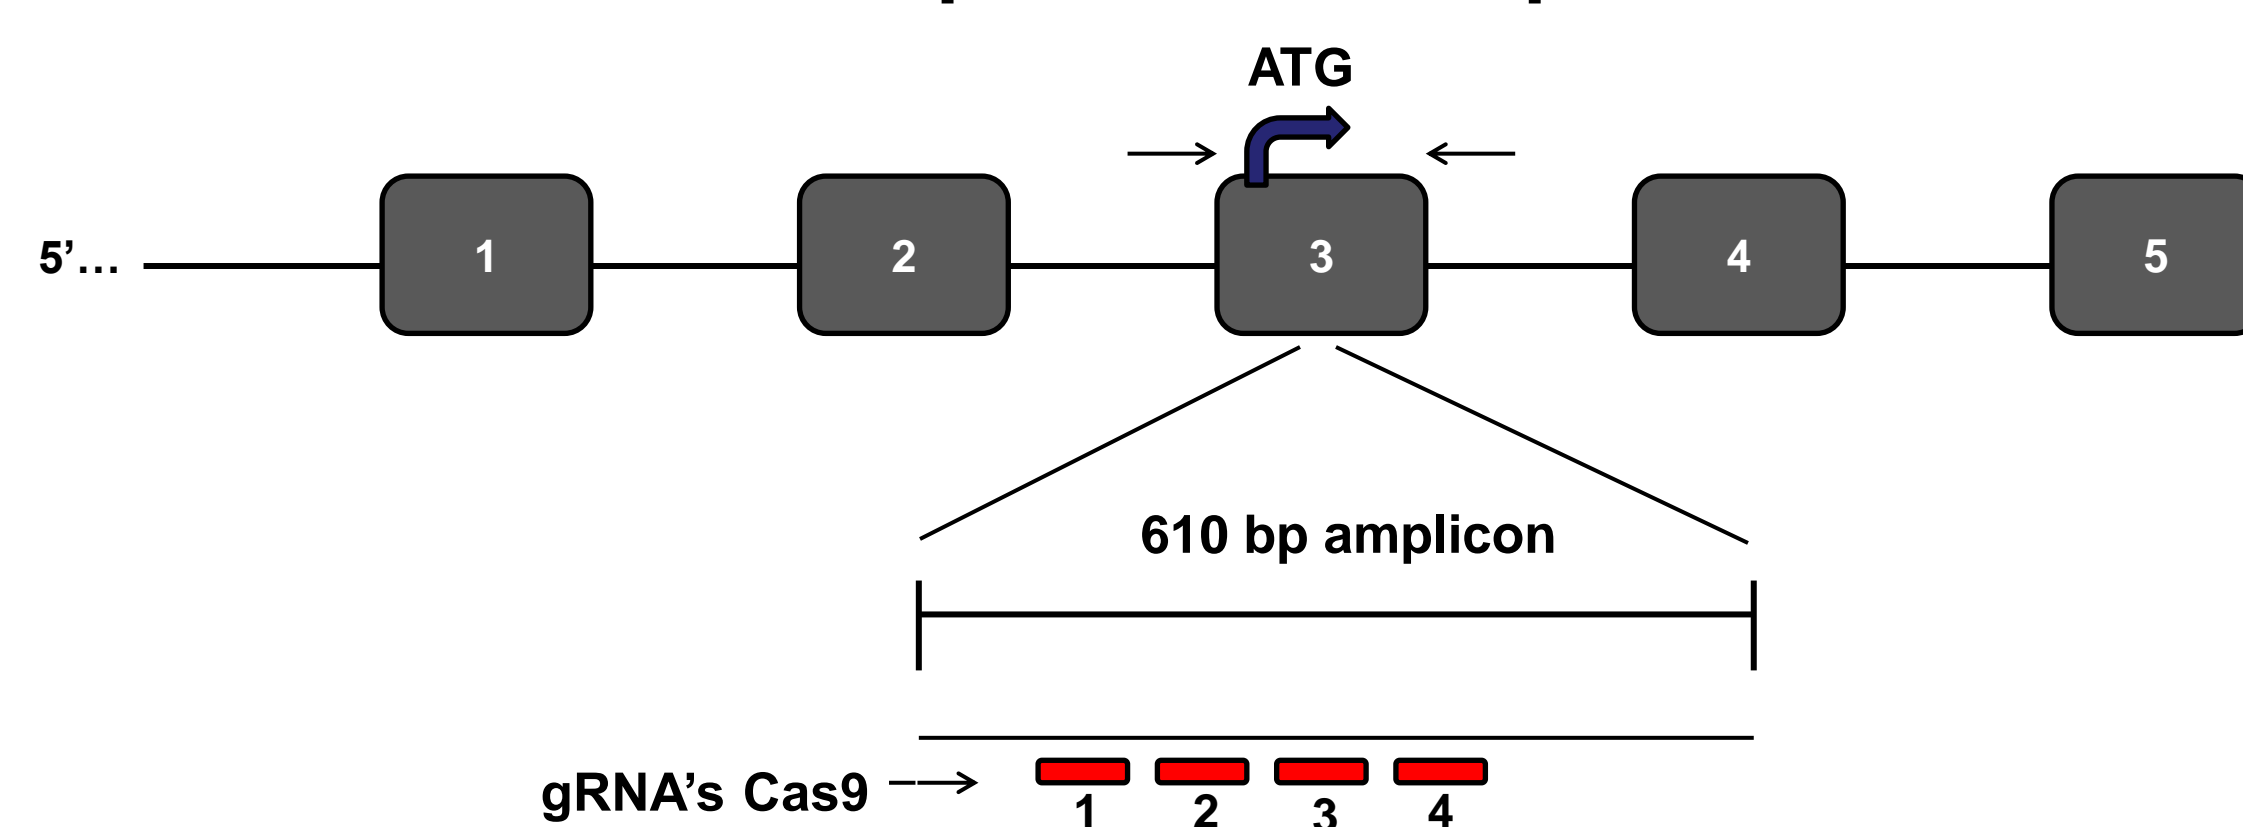 ATG
5’… 1 2 3 4 5
610 bp amplicon
gRNA’s Cas9
1 2 3 4